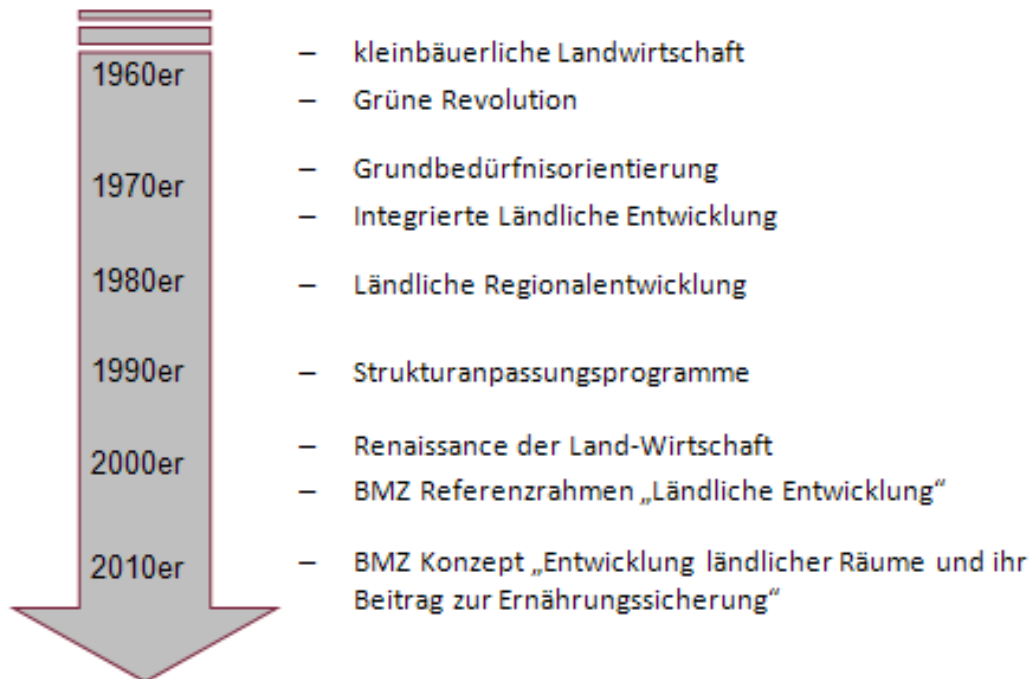 1960er
– kleinbäuerliche Landwirtschaft
– Grüne Revolution
1970er
– Grundbedürfnisorientierung
– Integrierte Ländliche Entwicklung
1980er
– Ländliche Regionalentwicklung
1990er
– Strukturanpassungsprogramme
2000er
– Renaissance der Land-Wirtschaft
– BMZ Referenzrahmen „Ländliche Entwicklung“
2010er
– BMZ Konzept „Entwicklung ländlicher Räume und ihr
Beitrag zur Ernährungssicherung“